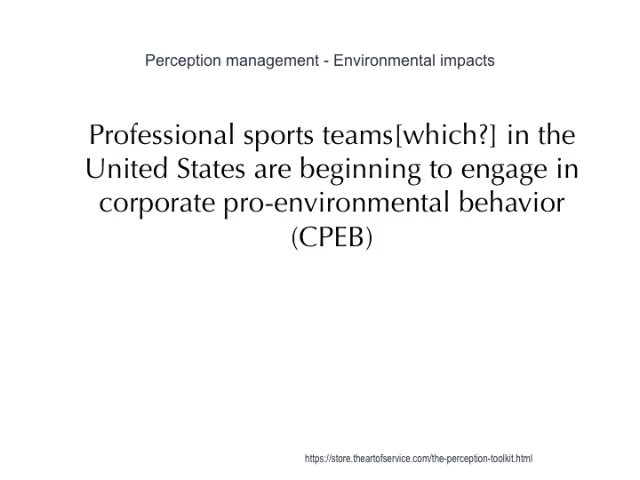 Perception management - Environmental impacts
Professional sports teams[which?] in the
United States are beginning to engage in
corporate pro-environmental behavior
(CPEB)
https://store.theartofservice.com/the-perception-toolkit.html